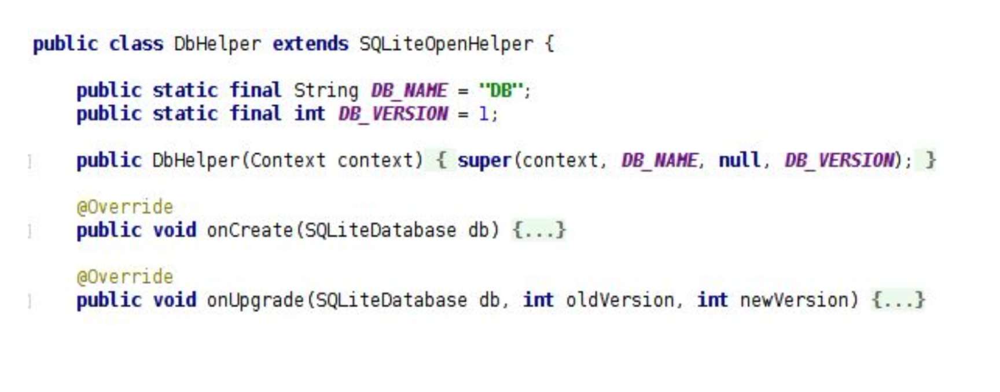 public class DbHelper extends SQLiteOpenHelper {
public static final String DB_NAME = "DB";
public static final int DB_VERSION = 1;
public DbHelper(Context context) { super(context, DB_NAME, null, DB_VERSION); }
@Override
public void onCreate(SQLiteDatabase db) {...}
@Override
public void onUpgrade(SQLiteDatabase db, int oldVersion, int newVersion) {...}